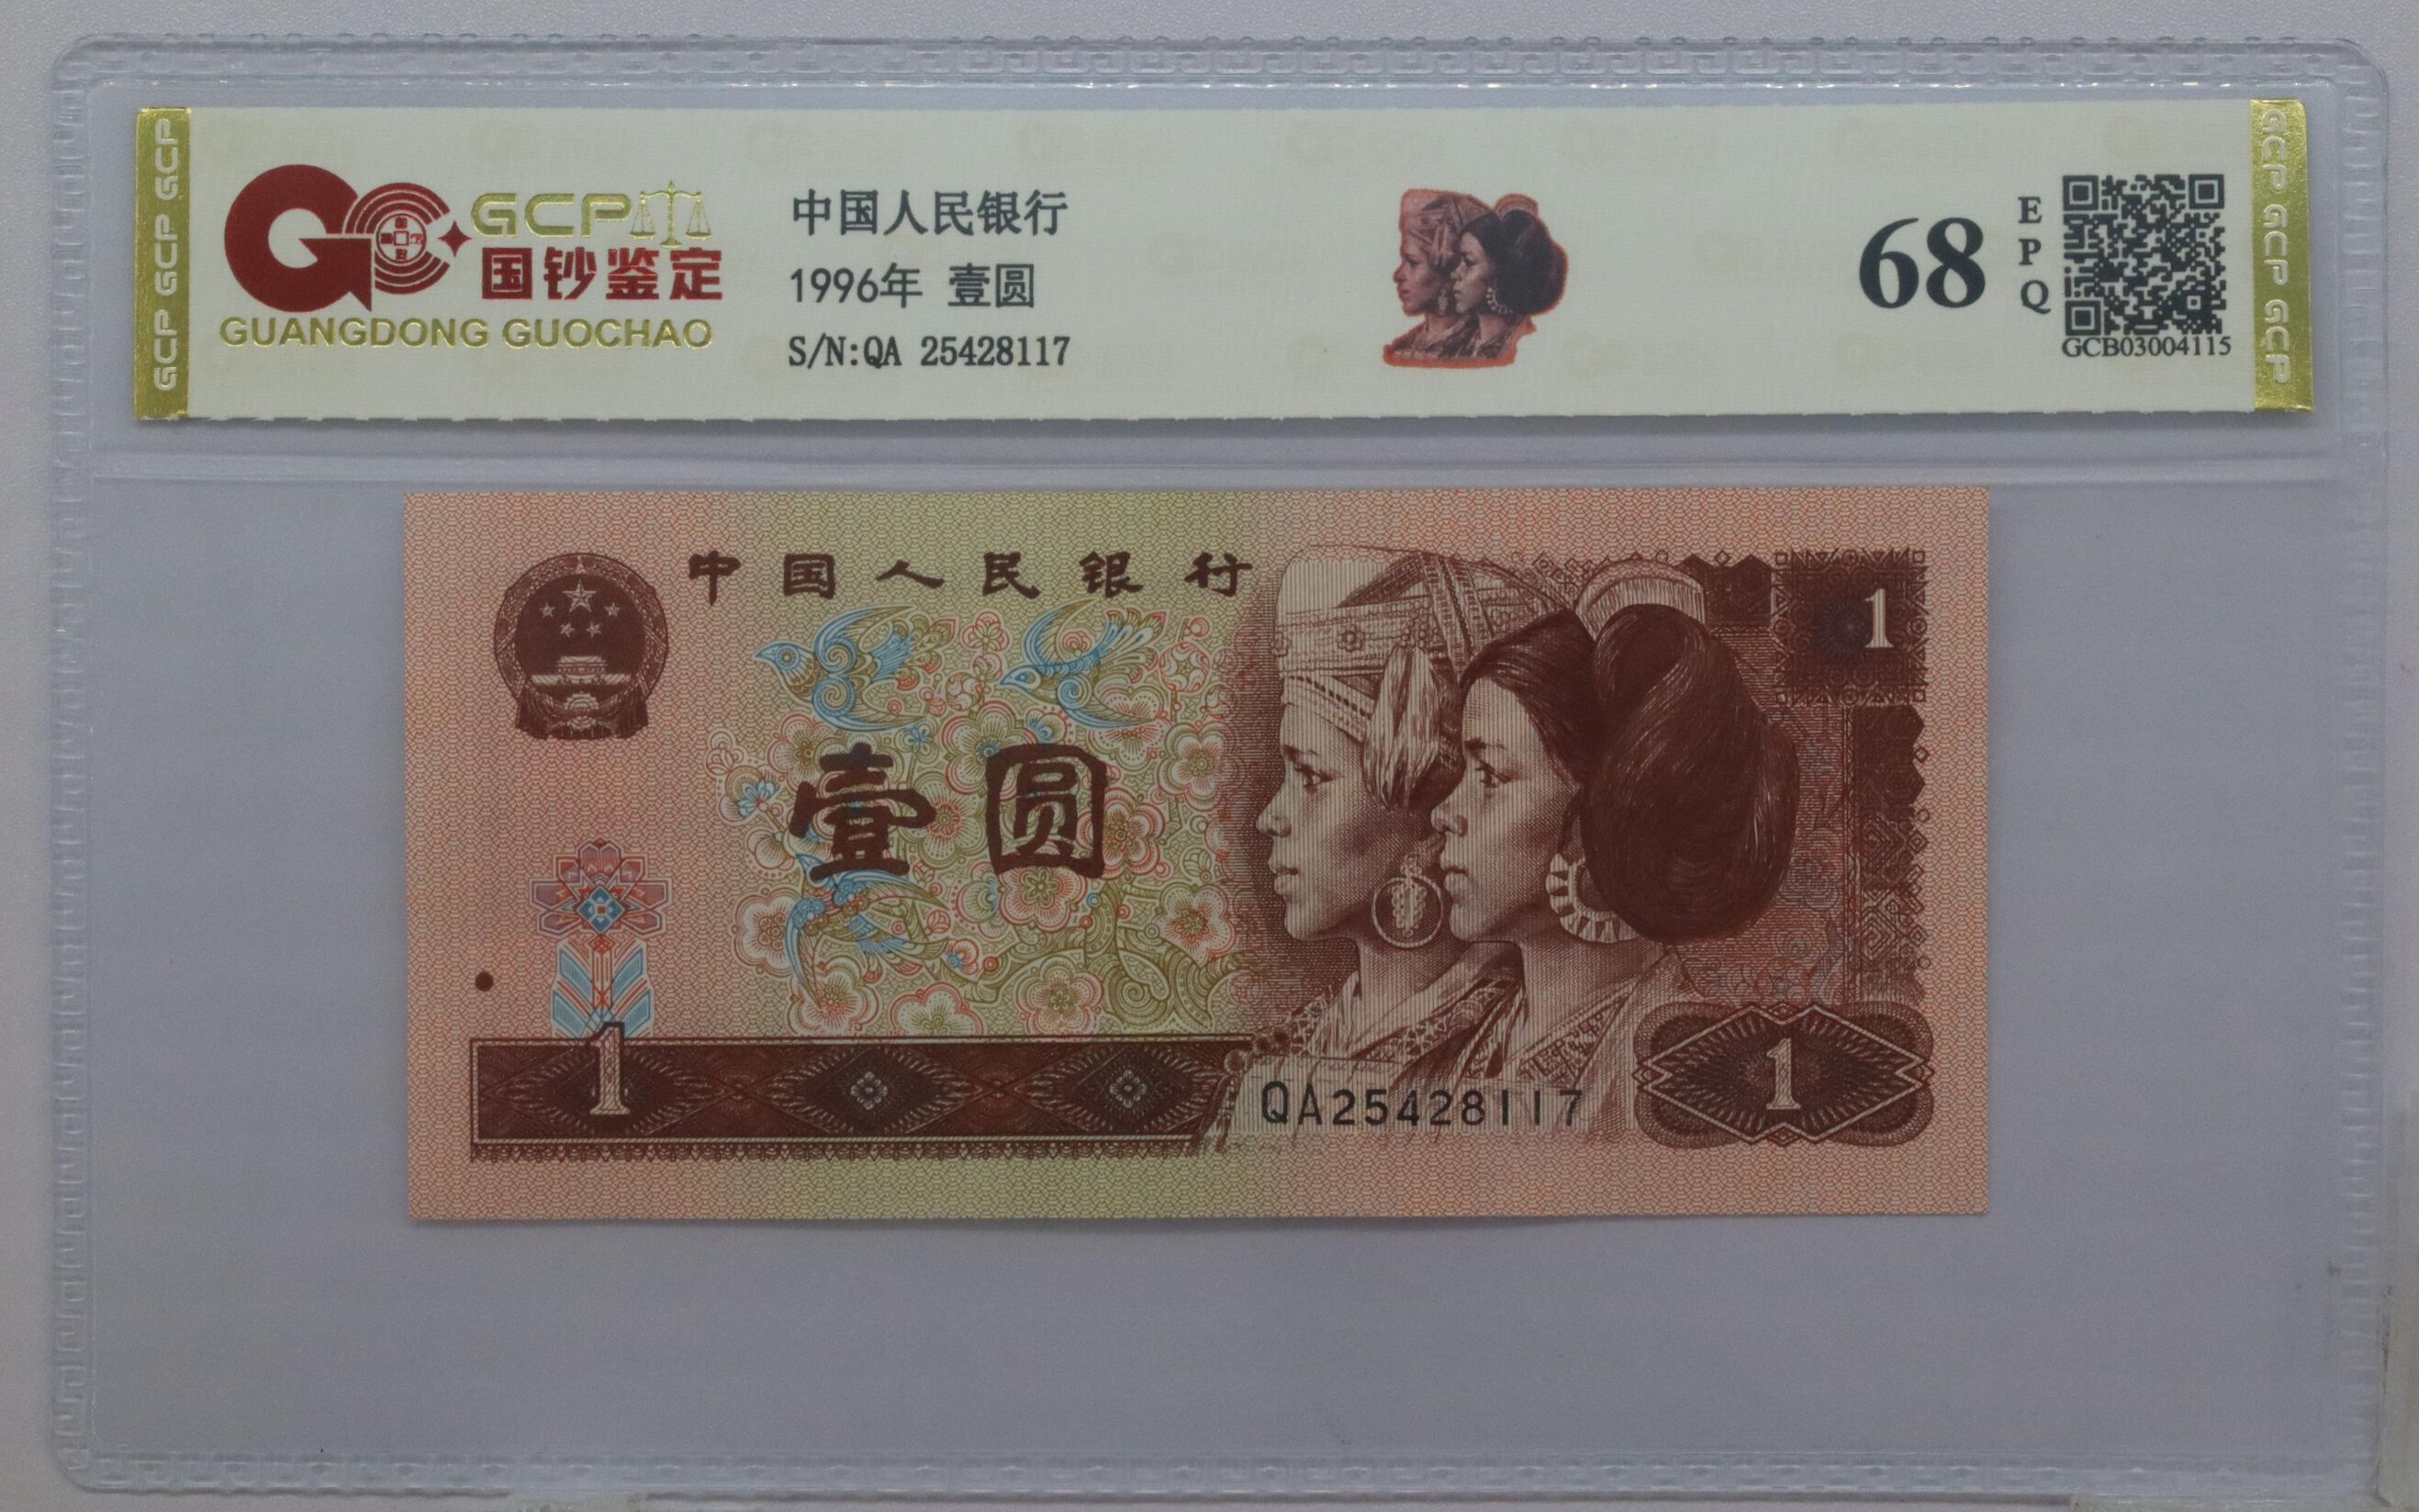 GCP GCP GCP
GCP
国钞鉴定
GUANGDONG GUOCHAO
中国人民银行
1996年 壹圆
S/N:QA 25428117
68
EPQ
GCB03004115
GCP GCP GCP
中国人民银行
1
壹圆
1
QA25428117
1